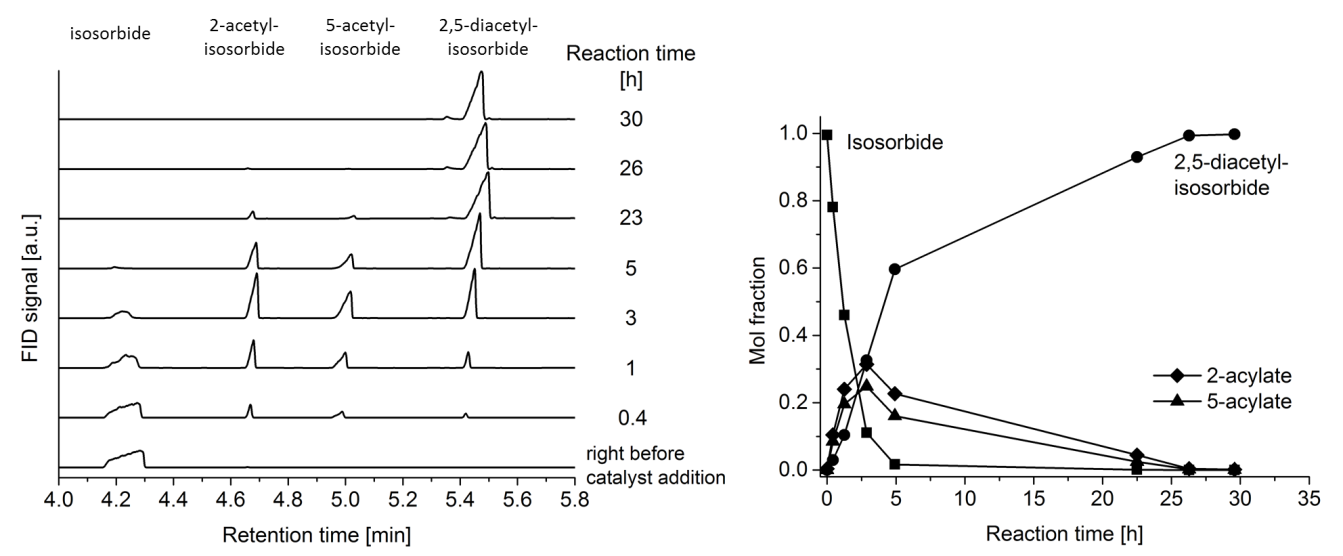 isosorbide
2-acetyl-
isosorbide
5-acetyl-
isosorbide
2,5-diacetyl-
isosorbide
Reaction time
[h]
30
26
23
5
3
1
0.4
right before
catalyst addition
FID signal [a.u.]
4.0 4.2 4.4 4.6 4.8 5.0 5.2 5.4 5.6 5.8
Retention time [min]
Mol fraction
1.0
0.8
0.6
0.4
0.2
0.0
Isosorbide
2,5-diacetyl-
isosorbide
2-acylate
5-acylate
0 5 10 15 20 25 30 35
Reaction time [h]